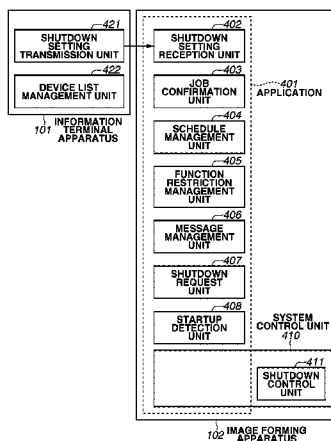 421
SHUTDOWN
SETTING
TRANSMISSION UNIT
422
DEVICE LIST
MANAGEMENT UNIT
101 INFORMATION
TERMINAL
APPARATUS
402
SHUTDOWN
SETTING
RECEPTION UNIT
403
JOB
CONFIRMATION
UNIT
401
APPLICATION
404
SCHEDULE
MANAGEMENT
UNIT
405
FUNCTION
RESTRICTION
MANAGEMENT
UNIT
406
MESSAGE
MANAGEMENT
UNIT
407
SHUTDOWN
REQUEST
UNIT
408
STARTUP
DETECTION
UNIT
SYSTEM
CONTROL UNIT
410
411
SHUTDOWN
CONTROL
UNIT
102 IMAGE FORMING
APPARATUS